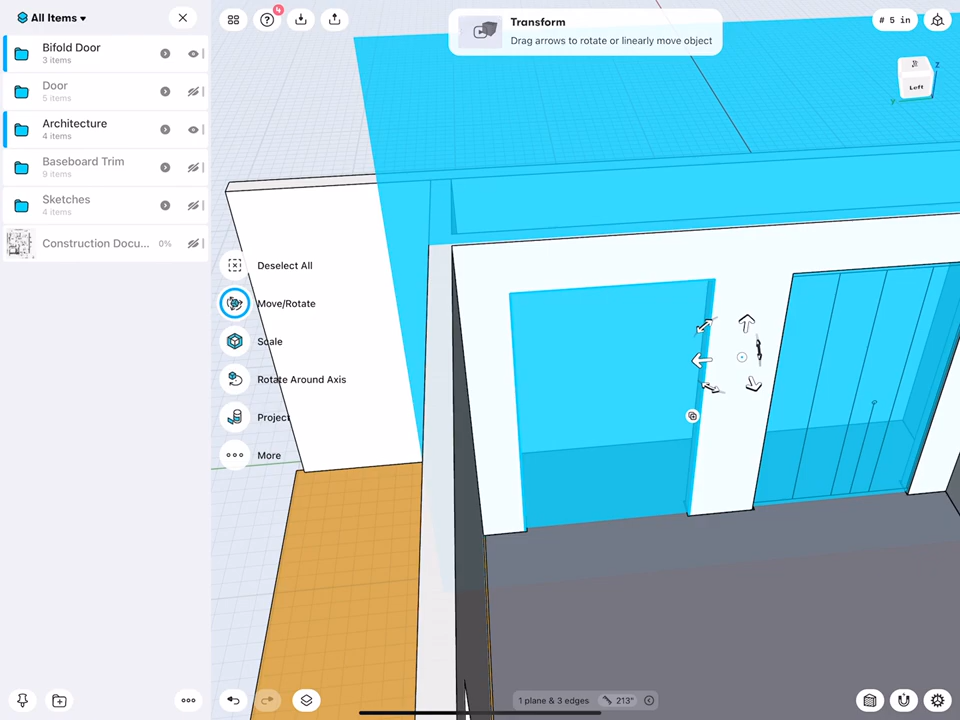 All Items
Bifold Door
3 items
Door
5 items
Architecture
4 items
Baseboard Trim
9 items
Sketches
4 items
Construction Docu...
0%
4
Transform
Drag arrows to rotate or linearly move object
# 5 in
Left
z
y
Deselect All
Move/Rotate
Scale
Rotate Around Axis
Project
More
1 plane & 3 edges
213"